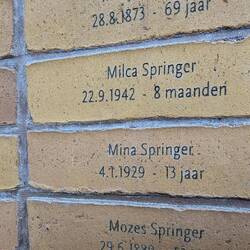 28.8.1873 - 69 jaar
Milca Springer
22.9.1942 - 8 maanden
Mina Springer
4.1.1929 - 13 jaar
Mozes Springer